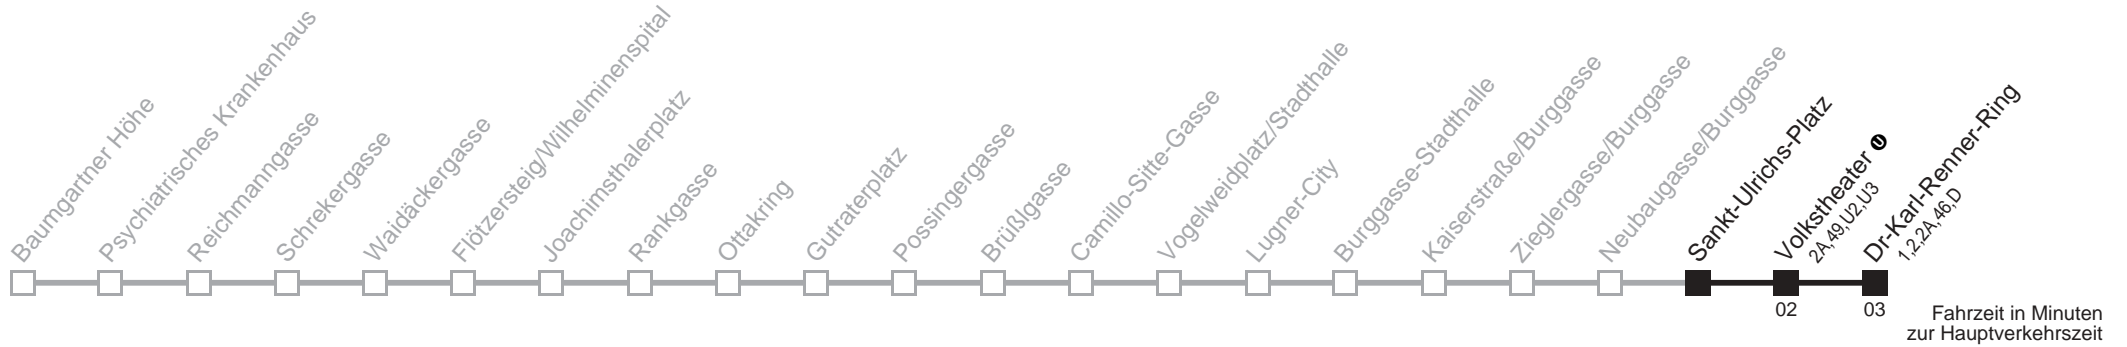 Baumgartner Höhe
Psychiatrisches Krankenhaus
Reichmanngasse
Schrekergasse
Waidäckergasse
Flötzersteig/Wilhelminenspital
Joachimsthalerplatz
Rankgasse
Ottakring
Gutraterplatz
Possingergasse
Brüßlgasse
Camillo-Sitte-Gasse
Vogelweidplatz/Stadthalle
Lugner-City
Burggasse-Stadthalle
Kaiserstraße/Burggasse
Zieglergasse/Burggasse
Neubaugasse/Burggasse
Sankt-Ulrichs-Platz
Volkstheater U
2A,49,U2,U3
Dr-Karl-Renner-Ring
1,2,2A,46,D
02
03
Fahrzeit in Minuten
zur Hauptverkehrszeit